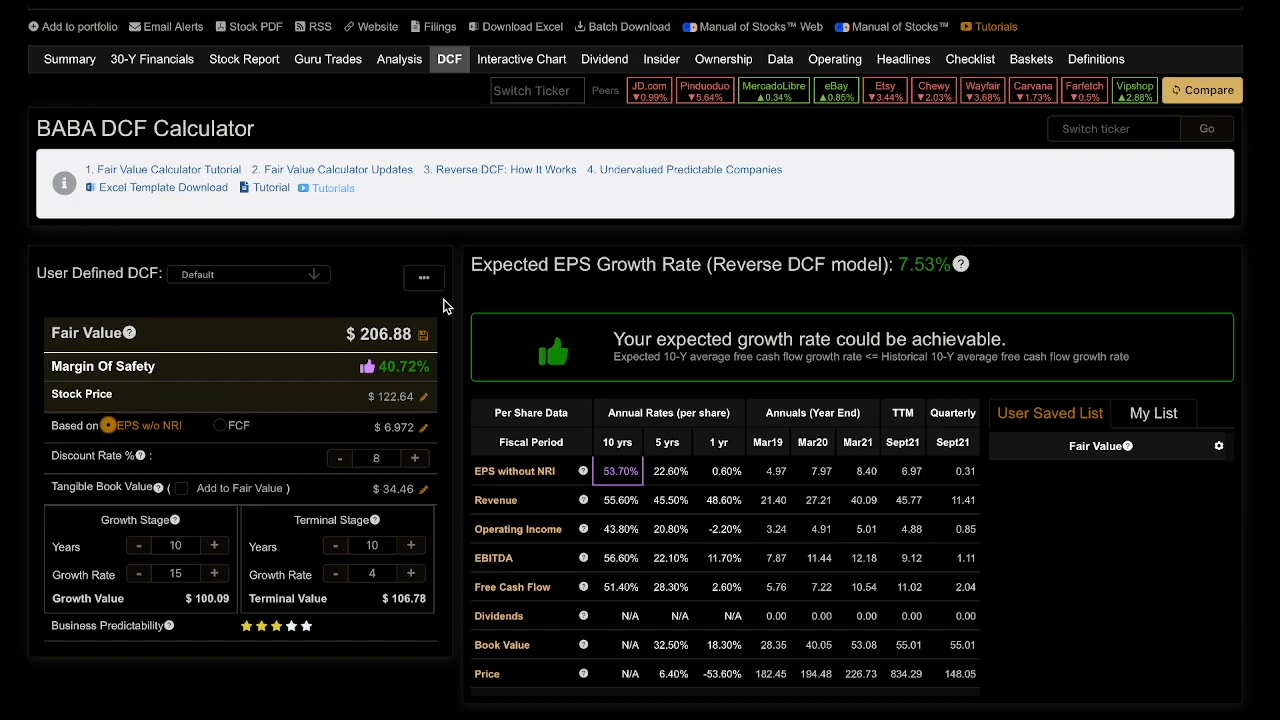 Add to portfolio Email Alerts Stock PDF RSS Website Filings Download Excel Batch Download Manual of Stocks™ Web Manual of Stocks™ Tutorials
Summary 30-Y Financials Stock Report Guru Trades Analysis DCF Interactive Chart Dividend Insider Ownership Data Operating Headlines Checklist Baskets Definitions
Switch Ticker Peers JD.com Pinduoduo MercadoLibre eBay Etsy Chewy Wayfair Carvana Farfetch Vipshop Compare
▼0.99% ▼5.64% ▲0.34% ▲0.85% ▼3.44% ▼2.03% ▼3.68% ▼1.73% ▼0.5% ▲2.88%
BABA DCF Calculator
Switch ticker Go
1. Fair Value Calculator Tutorial 2. Fair Value Calculator Updates 3. Reverse DCF: How It Works 4. Undervalued Predictable Companies
Excel Template Download Tutorial Tutorials
User Defined DCF: Default ...
Fair Value $ 206.88
Margin Of Safety 40.72%
Stock Price $ 122.64
Based on EPS w/o NRI FCF $ 6.972
Discount Rate % : - 8 +
Tangible Book Value ( Add to Fair Value ) $ 34.46
Growth Stage Terminal Stage
Years - 10 + Years - 10 +
Growth Rate - 15 + Growth Rate - 4 +
Growth Value $ 100.09 Terminal Value $ 106.78
Business Predictability
Expected EPS Growth Rate (Reverse DCF model): 7.53%
Your expected growth rate could be achievable.
Expected 10-Y average free cash flow growth rate <= Historical 10-Y average free cash flow growth rate
Per Share Data Annual Rates (per share) Annuals (Year End) TTM Quarterly
Fiscal Period 10 yrs 5 yrs 1 yr Mar19 Mar20 Mar21 Sept21 Sept21
EPS without NRI 53.70% 22.60% 0.60% 4.97 7.97 8.40 6.97 0.31
Revenue 55.60% 45.50% 48.60% 21.40 27.21 40.09 45.77 11.41
Operating Income 43.80% 20.80% -2.20% 3.24 4.91 5.01 4.88 0.85
EBITDA 56.60% 22.10% 11.70% 7.87 11.44 12.18 9.12 1.11
Free Cash Flow 51.40% 28.30% 2.60% 5.76 7.22 10.54 11.02 2.04
Dividends N/A N/A N/A 0.00 0.00 0.00 0.00 0.00
Book Value N/A 32.50% 18.30% 28.35 40.05 53.08 55.01 55.01
Price N/A 6.40% -53.60% 182.45 194.48 226.73 834.29 148.05
User Saved List My List
Fair Value